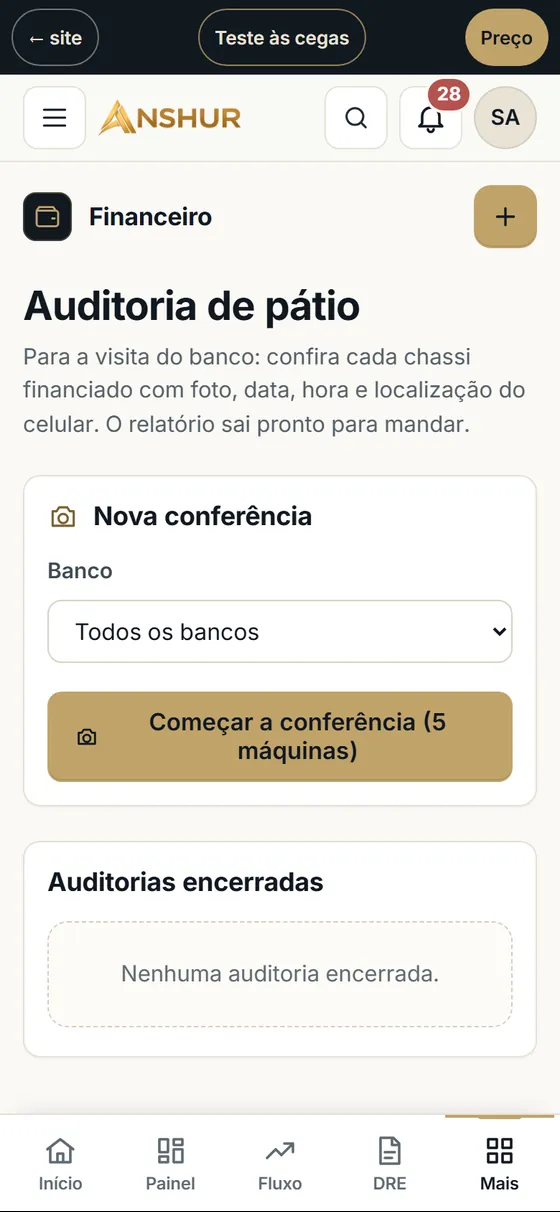 ← site
Teste às cegas
Preço
ANSHUR
28
SA
Financeiro
Auditoria de pátio
Para a visita do banco: confira cada chassi
financiado com foto, data, hora e localização do
celular. O relatório sai pronto para mandar.
Nova conferência
Banco
Todos os bancos
Começar a conferência (5
máquinas)
Auditorias encerradas
Nenhuma auditoria encerrada.
Início
Painel
Fluxo
DRE
Mais